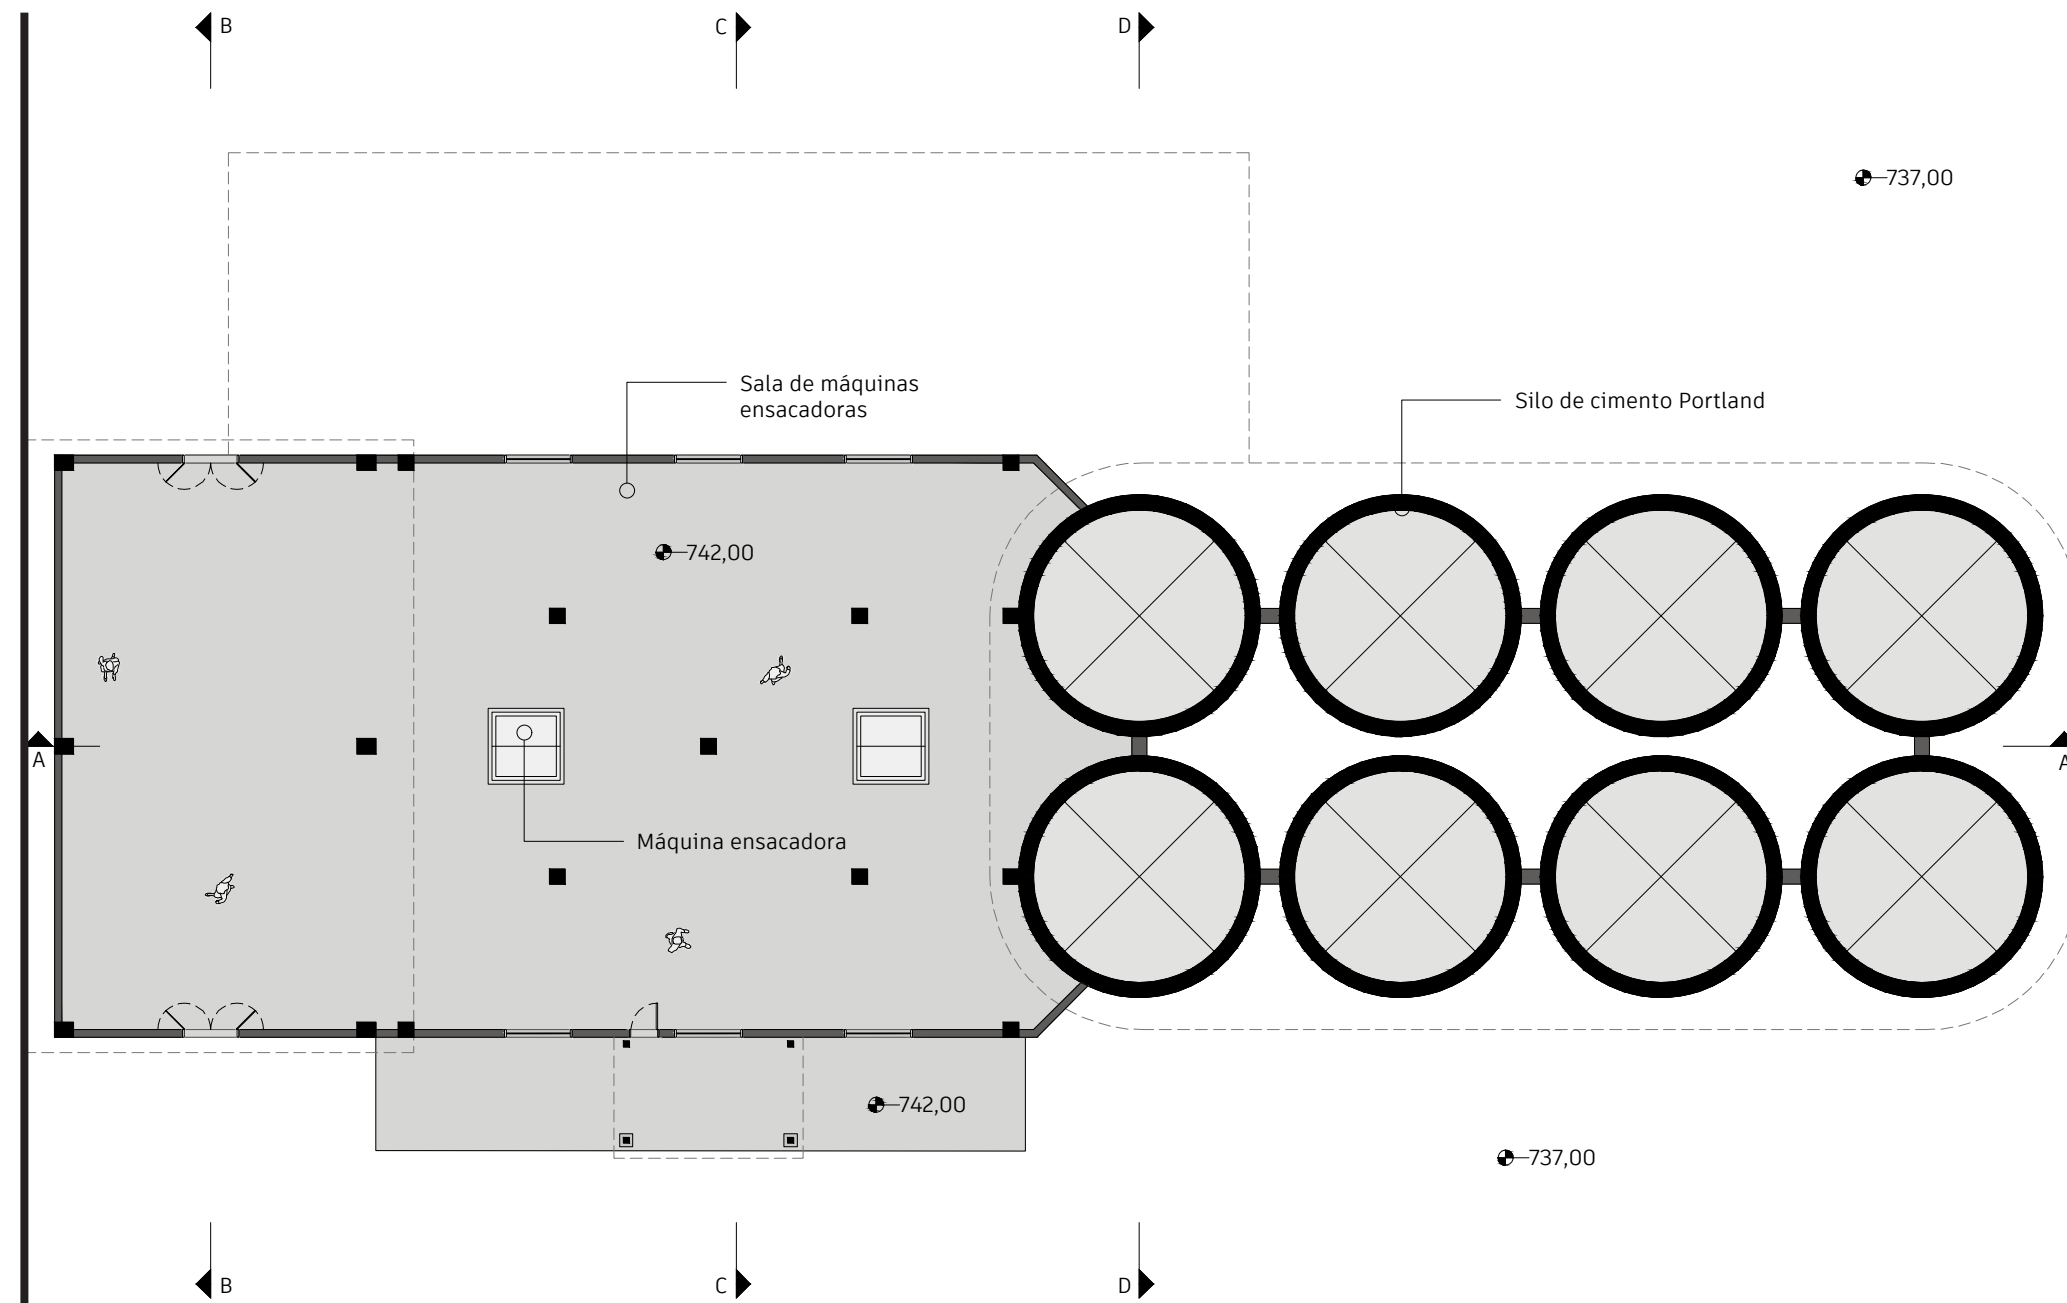 B
C
D
737,00
Sala de máquinas
ensacadoras
Silo de cimento Portland
742,00
A
A
Máquina ensacadora
742,00
737,00
B
C
D